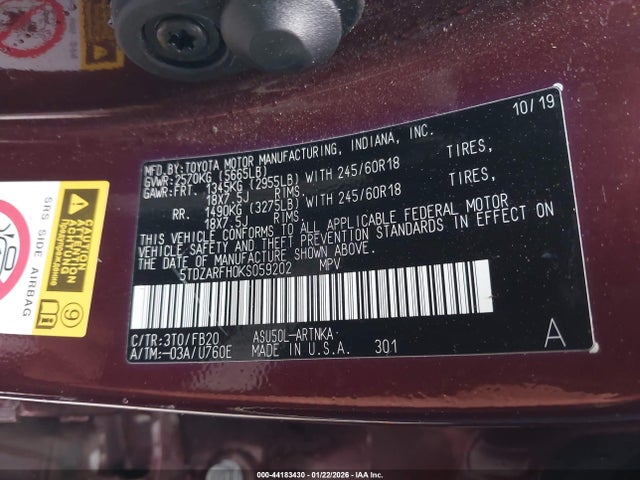 10/19
MFD.BY:TOYOTA MOTOR MANUFACTURING, INDIANA, INC.
GVWR:2570KG (5665LB)
GAWR:FRT. 1345KG (2955LB) WITH 245/60R18 TIRES,
18X7.5J RIMS.
RR. 1490KG (3275LB) WITH 245/60R18 TIRES,
18X7.5J RIMS.
THIS VEHICLE CONFORMS TO ALL APPLICABLE FEDERAL MOTOR
VEHICLE SAFETY AND THEFT PREVENTION STANDARDS IN EFFECT
ON THE DATE OF MANUFACTURE SHOWN ABOVE.
5TDZARFH0KS059202 MPV
C/TR:3T0/FB20 ASU50L-ARTNKA
A/TM:-03A/U760E MADE IN U.S.A. 301
A
SRS SIDE AIRBAG
9
000-44183430 - 01/22/2026 - IAA Inc.